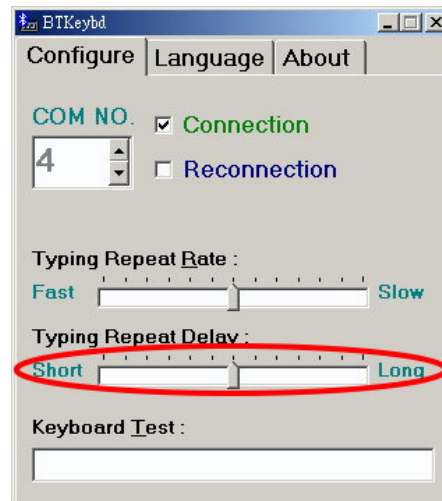 BTKeybd
Configure Language About
COM NO.
4
Connection
Reconnection
Typing Repeat Rate :
Fast Slow
Typing Repeat Delay :
Short Long
Keyboard Test :